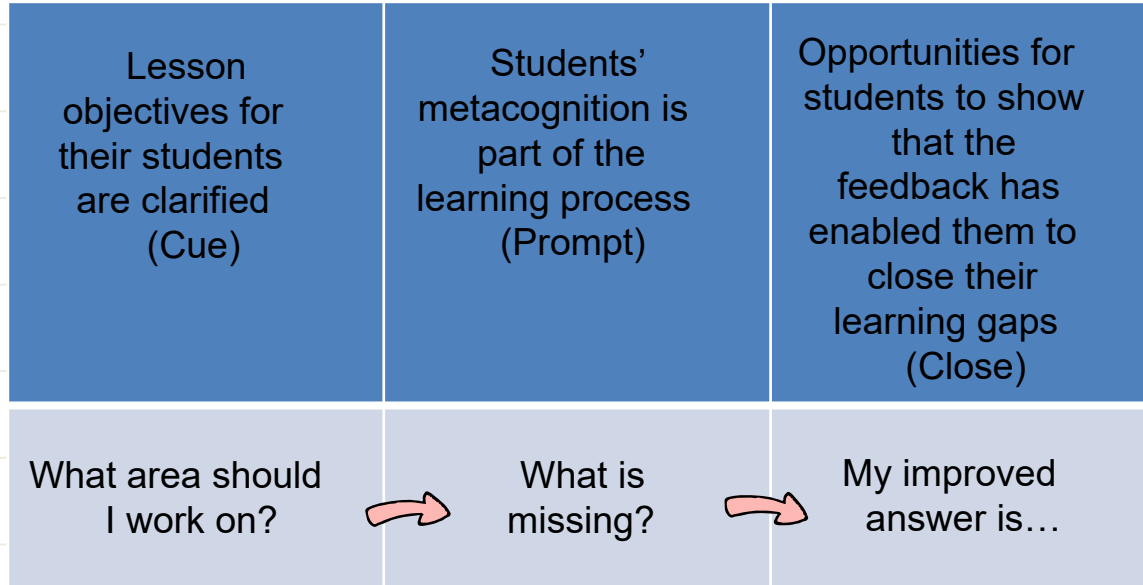 Lesson
objectives for
their students
are clarified
(Cue)
Students’
metacognition is
part of the
learning process
(Prompt)
Opportunities for
students to show
that the
feedback has
enabled them to
close their
learning gaps
(Close)
What area should
I work on?
What is
missing?
My improved
answer is…